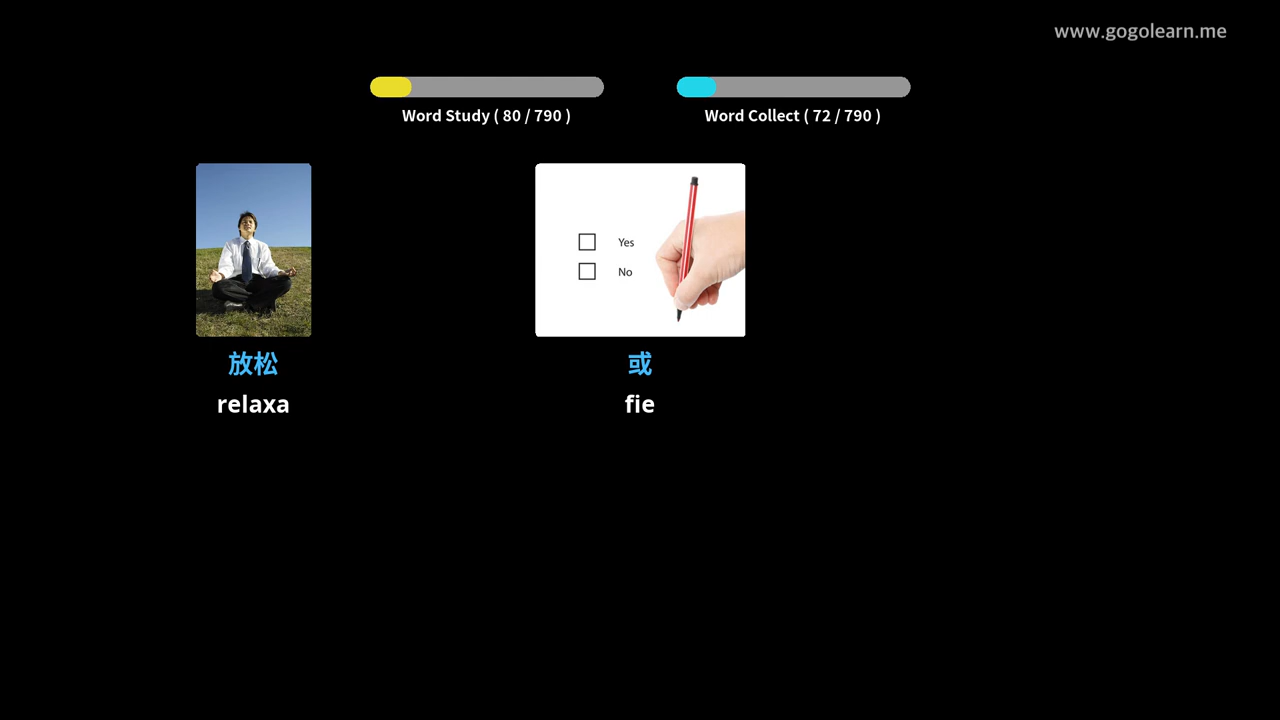 www.gogolearn.me
Word Study ( 80 / 790 )
Word Collect ( 72 / 790 )
Yes
No
放松
或
relaxa
fie